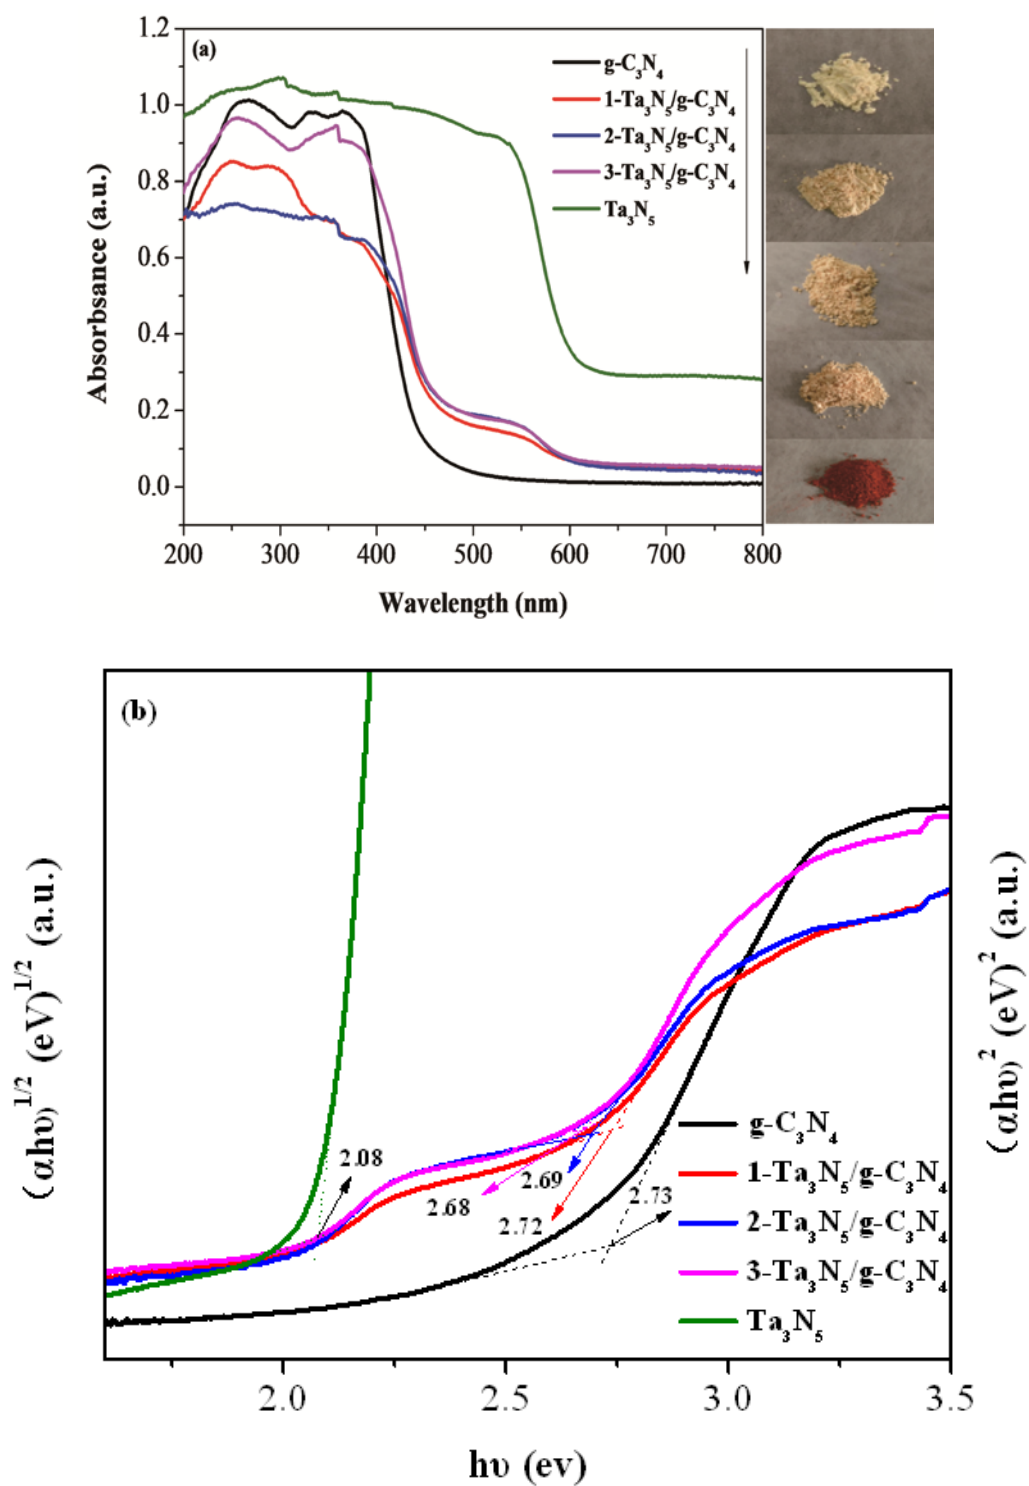 (a)
g-C₃N₄
1-Ta₃N₅/g-C₃N₄
2-Ta₃N₅/g-C₃N₄
3-Ta₃N₅/g-C₃N₄
Ta₃N₅
1.2
1.0
0.8
0.6
0.4
0.2
0.0
Absorbsance (a.u.)
200 300 400 500 600 700 800
Wavelength (nm)
(b)
(αhυ)^1/2 (eV)^1/2 (a.u.)
(αhυ)^2 (eV)^2 (a.u.)
2.08
2.68
2.69
2.72
2.73
g-C₃N₄
1-Ta₃N₅/g-C₃N₄
2-Ta₃N₅/g-C₃N₄
3-Ta₃N₅/g-C₃N₄
Ta₃N₅
2.0 2.5 3.0 3.5
hυ (ev)